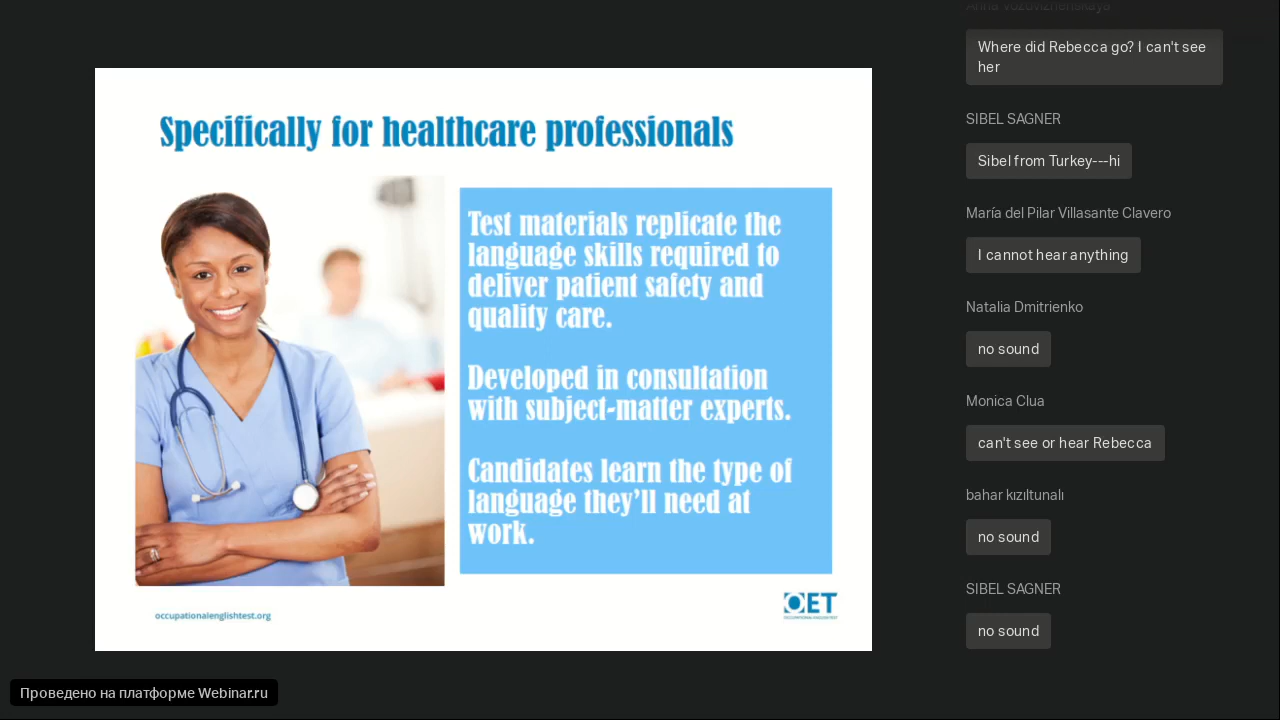 Specifically for healthcare professionals
Test materials replicate the
language skills required to
deliver patient safety and
quality care.
Developed in consultation
with subject-matter experts.
Candidates learn the type of
language they’ll need at
work.
occupationalenglishtest.org
OET
OCCUPATIONAL ENGLISH TEST
Проведено на платформе Webinar.ru
Anna Vozdvizhenskaya
Where did Rebecca go? I can't see
her
SIBEL SAGNER
Sibel from Turkey---hi
María del Pilar Villasante Clavero
I cannot hear anything
Natalia Dmitrienko
no sound
Monica Clua
can't see or hear Rebecca
bahar kızıltunalı
no sound
SIBEL SAGNER
no sound